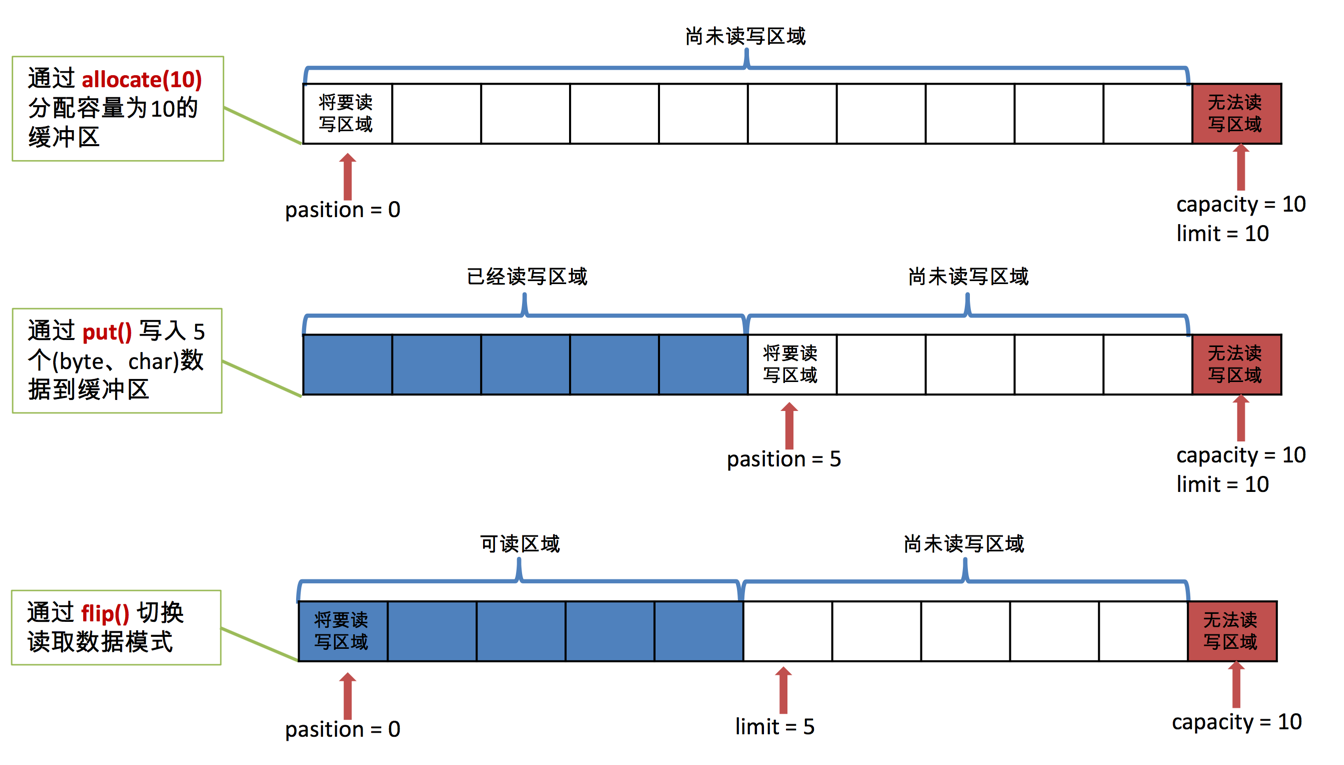 尚未读写区域
通过 allocate(10)
分配容量为10的
缓冲区
将要读
写区域
无法读
写区域
pasition = 0
capacity = 10
limit = 10
已经读写区域
尚未读写区域
通过 put() 写入 5
个(byte、char)数
据到缓冲区
将要读
写区域
无法读
写区域
pasition = 5
capacity = 10
limit = 10
可读区域
尚未读写区域
通过 flip() 切换
读取数据模式
将要读
写区域
无法读
写区域
pasition = 0
limit = 5
capacity = 10